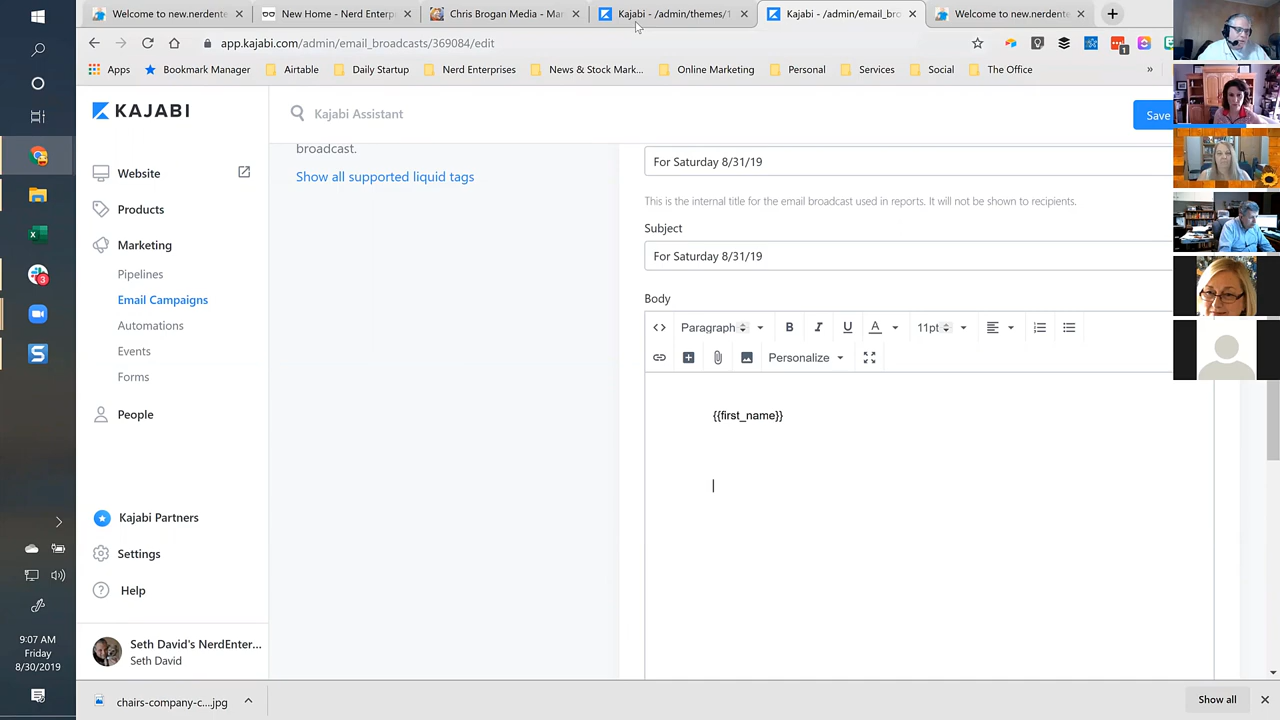 Welcome to new.nerdente
New Home - Nerd Enterp
Chris Brogan Media - Ma
Kajabi - /admin/themes/1
Kajabi - /admin/email_bro
Welcome to new.nerdente
app.kajabi.com/admin/email_broadcasts/369086/edit
Apps
Bookmark Manager
Airtable
Daily Startup
Nerd
& Stock Mark...
Online Marketi
Personal
Services
Social
Office
»
KAJABI
Kajabi Assistant
Save
Website
Products
Marketing
Pipelines
Email Campaigns
Automations
Events
Forms
People
Kajabi Partners
Settings
Help
Seth David's NerdEnter...
Seth David
broadcast.
Show all supported liquid tags
For Saturday 8/31/19
This is the internal title for the email broadcast used in reports. It will not be shown to recipients.
Subject
For Saturday 8/31/19
Body
Paragraph
B
I
U
A
11pt
Personalize
{{first_name}}
9:07 AM
Friday
8/30/2019
chairs-company-c....jpg
Show all